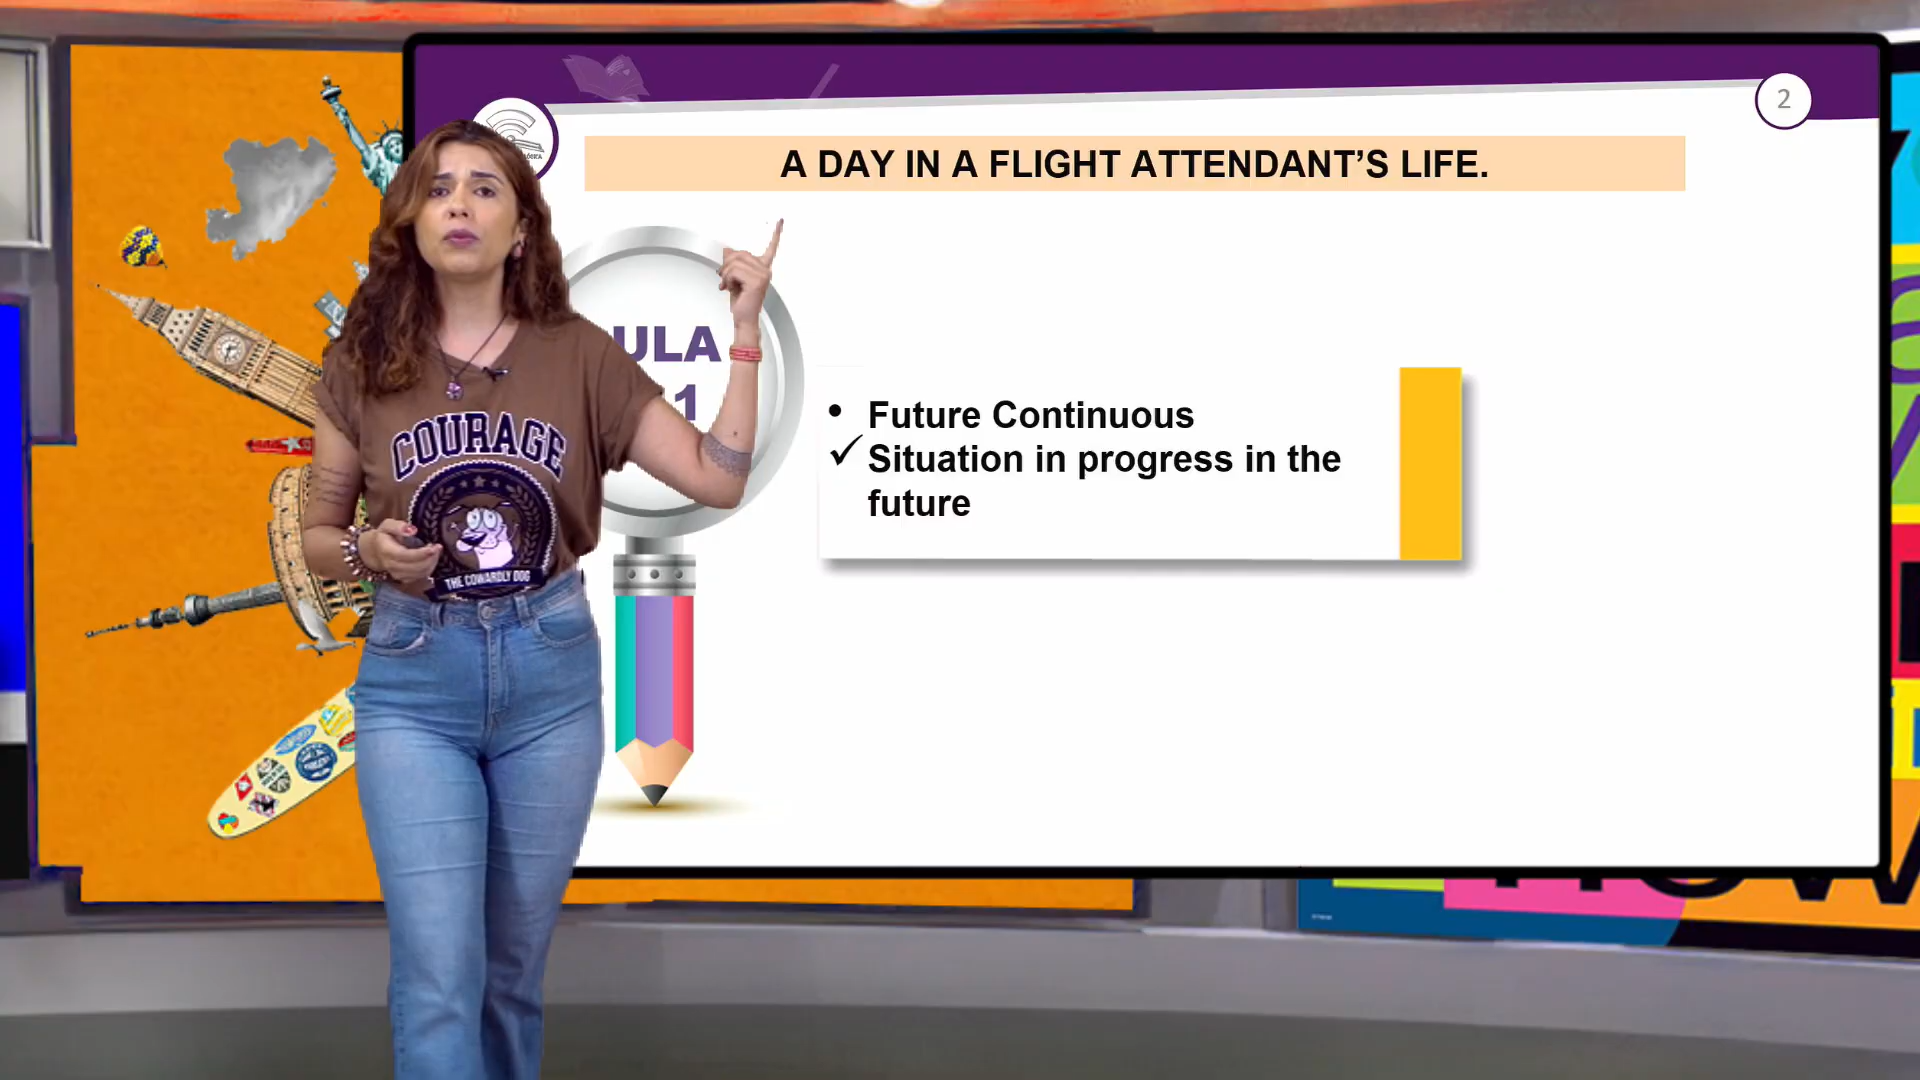 2
A DAY IN A FLIGHT ATTENDANT’S LIFE.
ULA
1
• Future Continuous
✓ Situation in progress in the
future
COURAGE
THE COWARDLY DOG